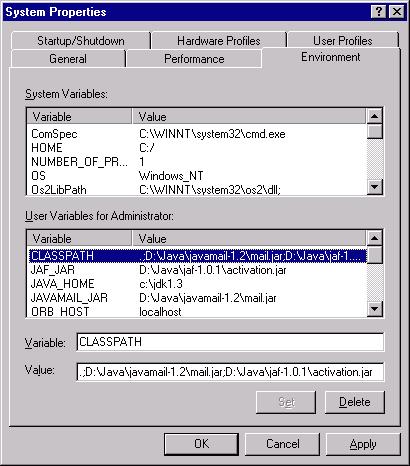 System Properties
Startup/Shutdown Hardware Profiles User Profiles
General Performance Environment
System Variables:
Variable Value
ComSpec C:\WINNT\system32\cmd.exe
HOME C:/
NUMBER_OF_PR... 1
OS Windows_NT
Os2LibPath C:\WINNT\system32\os2\dll;
User Variables for Administrator:
Variable Value
CLASSPATH .;D:\Java\javamail-1.2\mail.jar;D:\Java\jaf-1....
JAF_JAR D:\Java\jaf-1.0.1\activation.jar
JAVA_HOME c:\jdk1.3
JAVAMAIL_JAR D:\Java\javamail-1.2\mail.jar
ORB_HOST localhost
Variable: CLASSPATH
Value: .;D:\Java\javamail-1.2\mail.jar;D:\Java\jaf-1.0.1\activation.jar
Set Delete
OK Cancel Apply